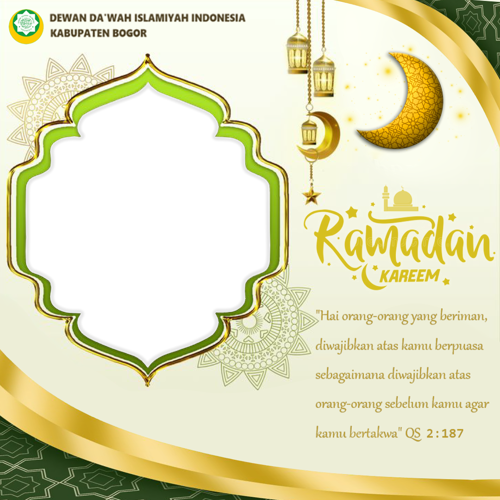 DEWAN DA'WAH ISLAMIYAH INDONESIA
KABUPATEN BOGOR
Ramadan
KAREEM
"Hai orang-orang yang beriman,
diwajibkan atas kamu berpuasa
sebagaimana diwajibkan atas
orang-orang sebelum kamu agar
kamu bertakwa" QS 2:187